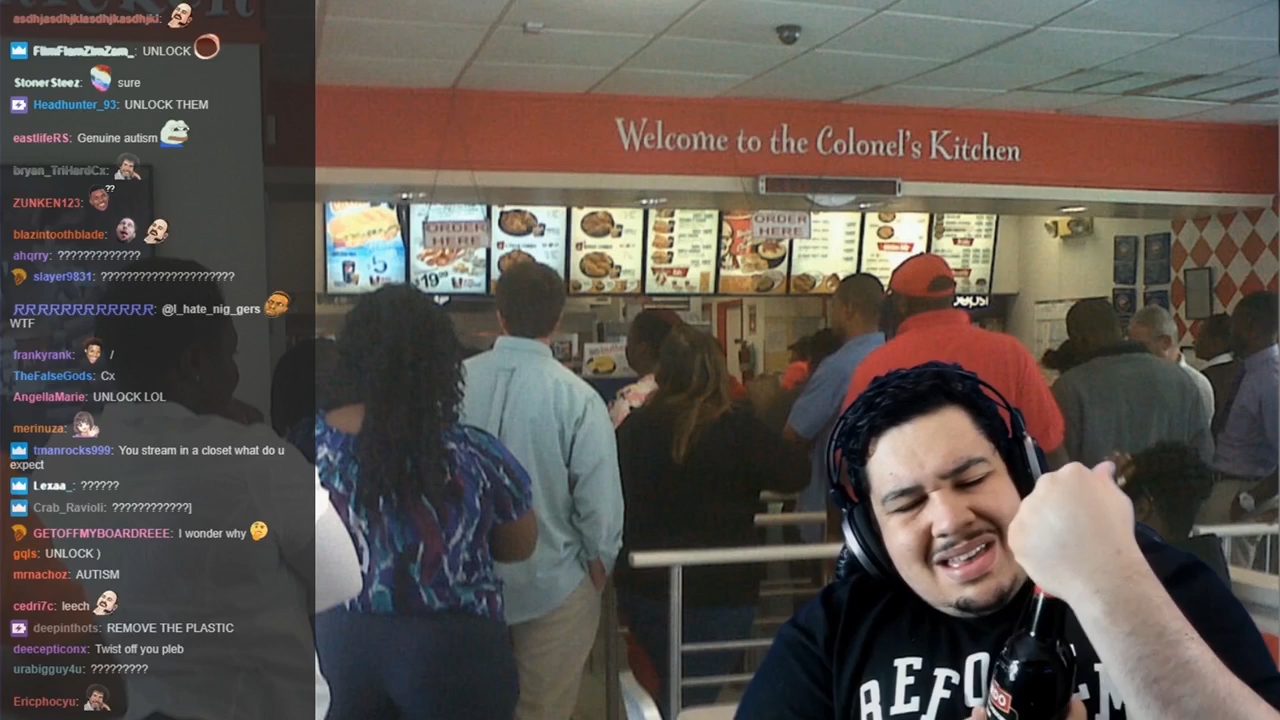 asdhjasdhjklasdhjkasdhjkl:
FlimFlamZimZam_: UNLOCK
StonerSteez: sure
Headhunter_93: UNLOCK THEM
eastlifeRS: Genuine autism
bryan_TriHardCx:
??
ZUNKEN123:
blazintoothblade:
ahqrry: ?????????????
slayer9831: ?????????????????????
RRRRRRRRRRRR: @I_hate_nig_gers
WTF
frankyrank: /
TheFalseGods: Cx
AngellaMarie: UNLOCK LOL
merinuza:
tmanrocks999: You stream in a closet what do u
expect
Lexaa_: ??????
Crab_Ravioli: ????????????]
GETOFFMYBOARDREEE: I wonder why
gqls: UNLOCK )
mrnachoz: AUTISM
cedri7c: leech
deepinthots: REMOVE THE PLASTIC
deecepticonx: Twist off you pleb
urabigguy4u: ?????????
Ericphocyu:
Welcome to the Colonel's Kitchen
ORDER
HERE
ORDER
HERE
5
19
PEPSI